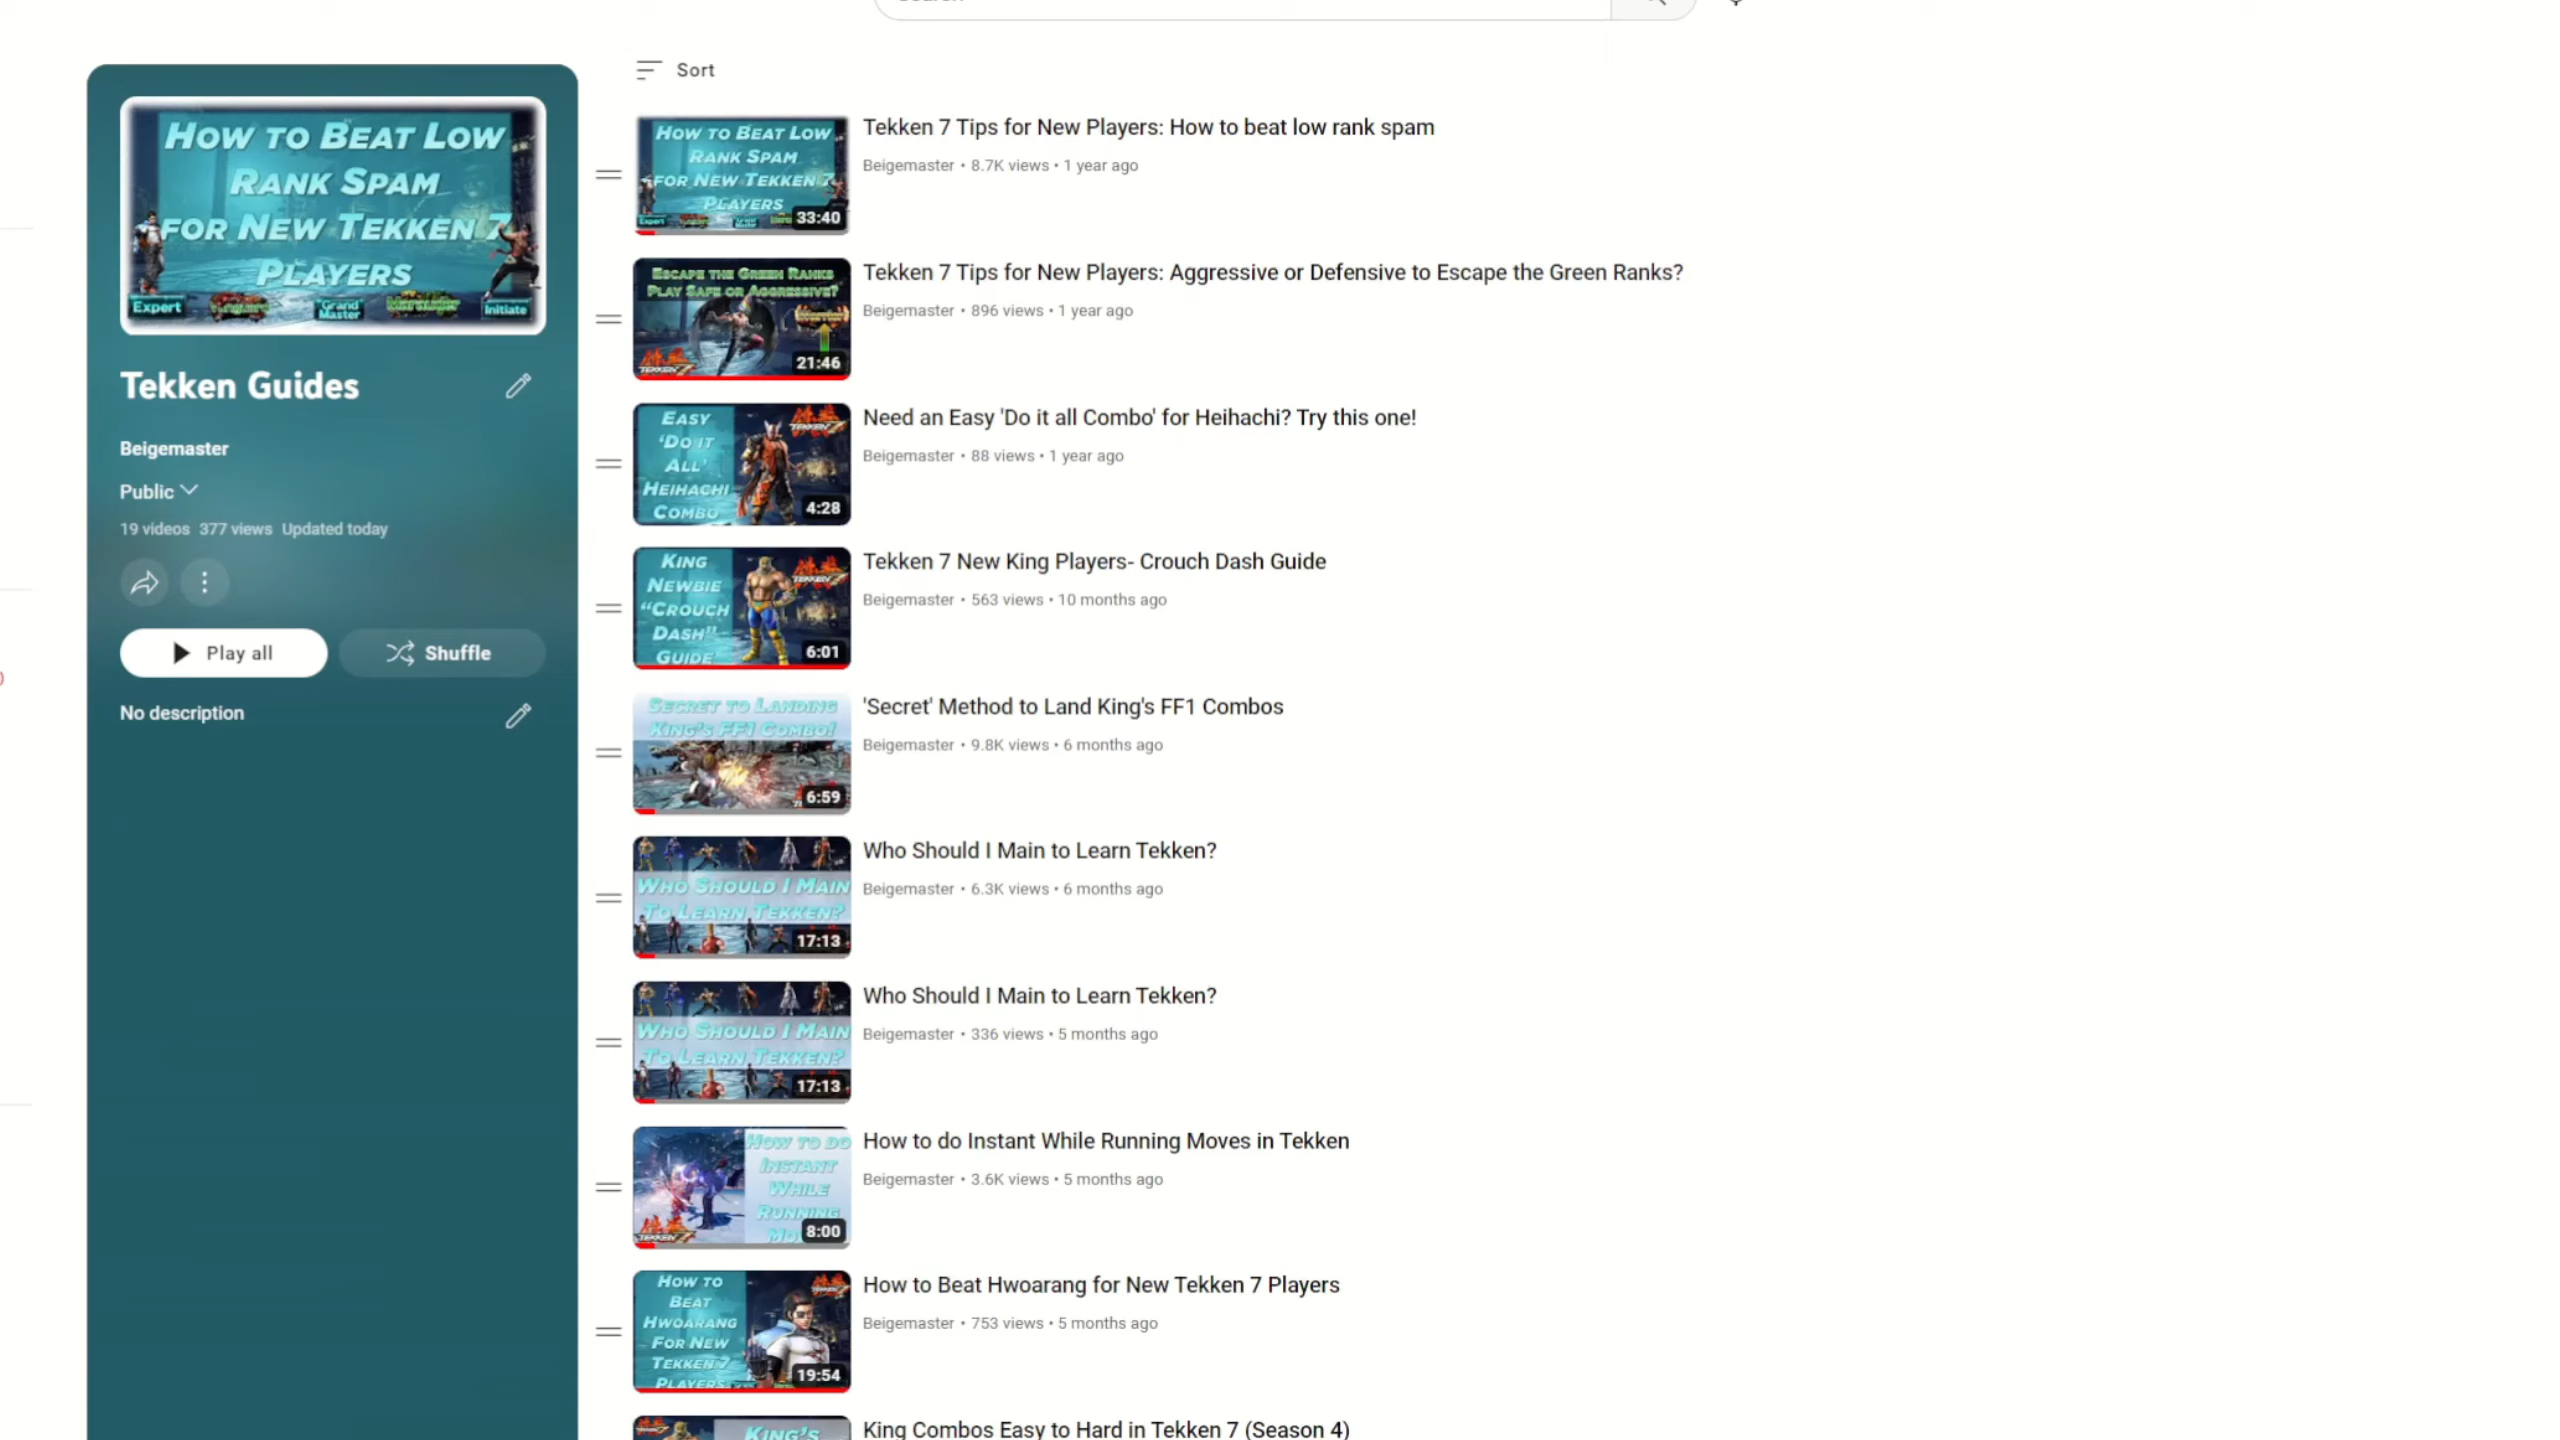 Sort
HOW TO BEAT LOW
RANK SPAM
FOR NEW TEKKEN 7
PLAYERS
Expert
Grand
Master
Marauder
Initiate
Tekken Guides
Beigemaster
Public
19 videos 377 views Updated today
Play all
Shuffle
No description
HOW TO BEAT LOW
RANK SPAM
FOR NEW TEKKEN 7
PLAYERS
33:40
Tekken 7 Tips for New Players: How to beat low rank spam
Beigemaster • 8.7K views • 1 year ago
ESCAPE THE GREEN RANKS
PLAY SAFE OR AGGRESSIVE?
TEKKEN 7
21:46
Tekken 7 Tips for New Players: Aggressive or Defensive to Escape the Green Ranks?
Beigemaster • 896 views • 1 year ago
EASY
'DO IT
ALL'
HEIHACHI
COMBO
TEKKEN 7
4:28
Need an Easy 'Do it all Combo' for Heihachi? Try this one!
Beigemaster • 88 views • 1 year ago
KING
NEWBIE
"CROUCH
DASH"
GUIDE
TEKKEN 7
6:01
Tekken 7 New King Players- Crouch Dash Guide
Beigemaster • 563 views • 10 months ago
SECRET TO LANDING
KING'S FF1 COMBO!
6:59
'Secret' Method to Land King's FF1 Combos
Beigemaster • 9.8K views • 6 months ago
WHO SHOULD I MAIN
TO LEARN TEKKEN?
17:13
Who Should I Main to Learn Tekken?
Beigemaster • 6.3K views • 6 months ago
WHO SHOULD I MAIN
TO LEARN TEKKEN?
17:13
Who Should I Main to Learn Tekken?
Beigemaster • 336 views • 5 months ago
HOW TO DO
INSTANT
WHILE
RUNNING
TEKKEN 7
8:00
How to do Instant While Running Moves in Tekken
Beigemaster • 3.6K views • 5 months ago
HOW TO
BEAT
HWOARANG
FOR NEW
TEKKEN 7
PLAYERS
TEKKEN 7
19:54
How to Beat Hwoarang for New Tekken 7 Players
Beigemaster • 753 views • 5 months ago
KING'S
King Combos Easy to Hard in Tekken 7 (Season 4)